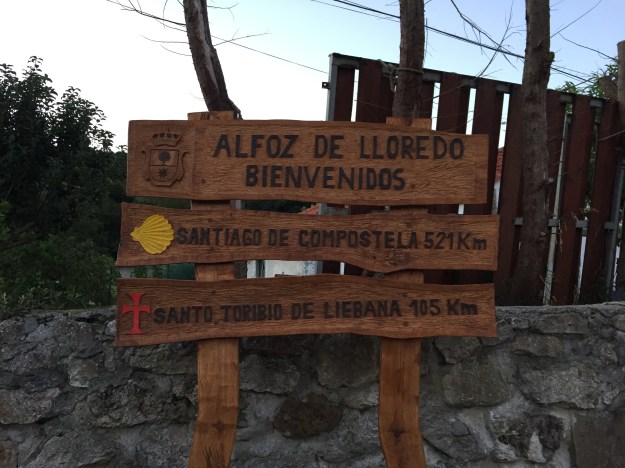 ALFOZ DE LLOREDO
BIENVENIDOS.
SANTIAGO DE COMPOSTELA 521 Km
SANTO. TORIBIO DE LIEBANA 105 Km